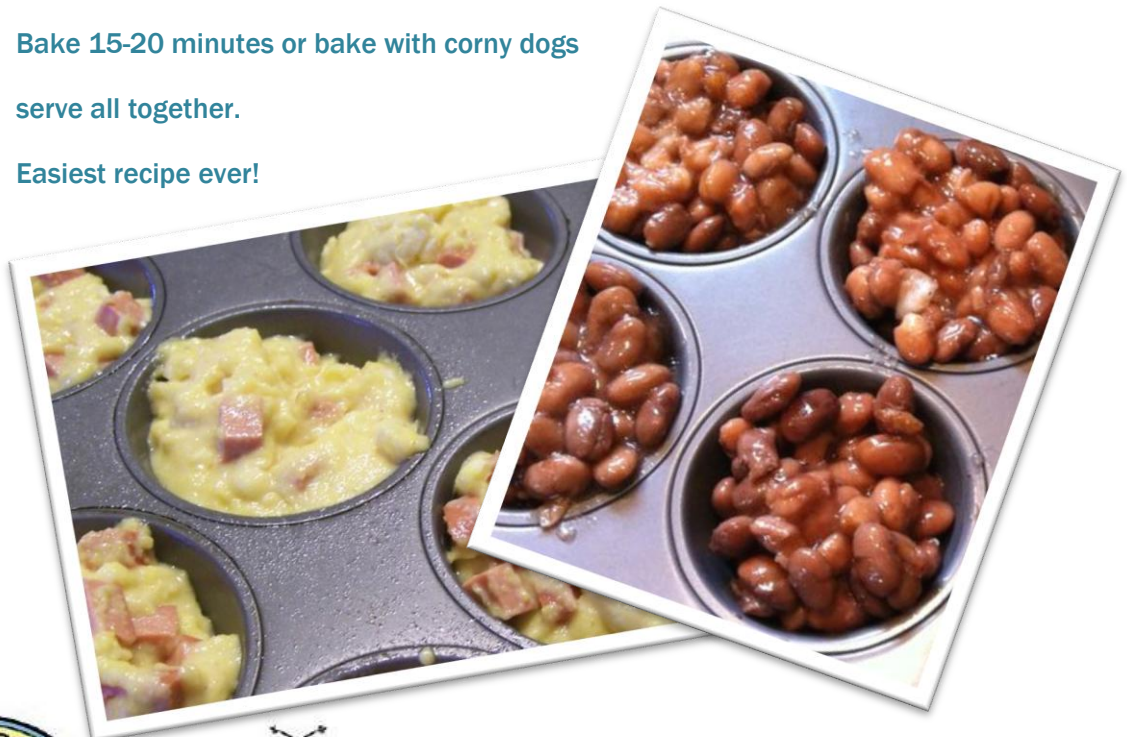 Bake 15-20 minutes or bake with corny dogs
serve all together.
Easiest recipe ever!